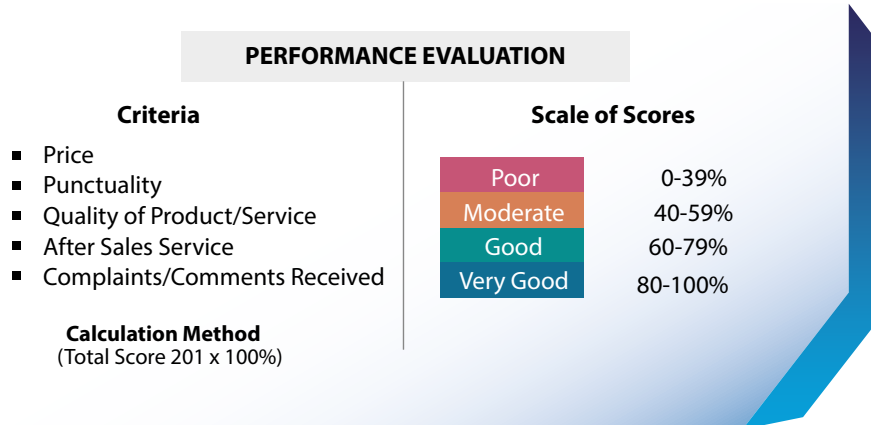 PERFORMANCE EVALUATION
Criteria
▪ Price
▪ Punctuality
▪ Quality of Product/Service
▪ After Sales Service
▪ Complaints/Comments Received
Calculation Method
(Total Score 201 x 100%)
Scale of Scores
Poor 0-39%
Moderate 40-59%
Good 60-79%
Very Good 80-100%